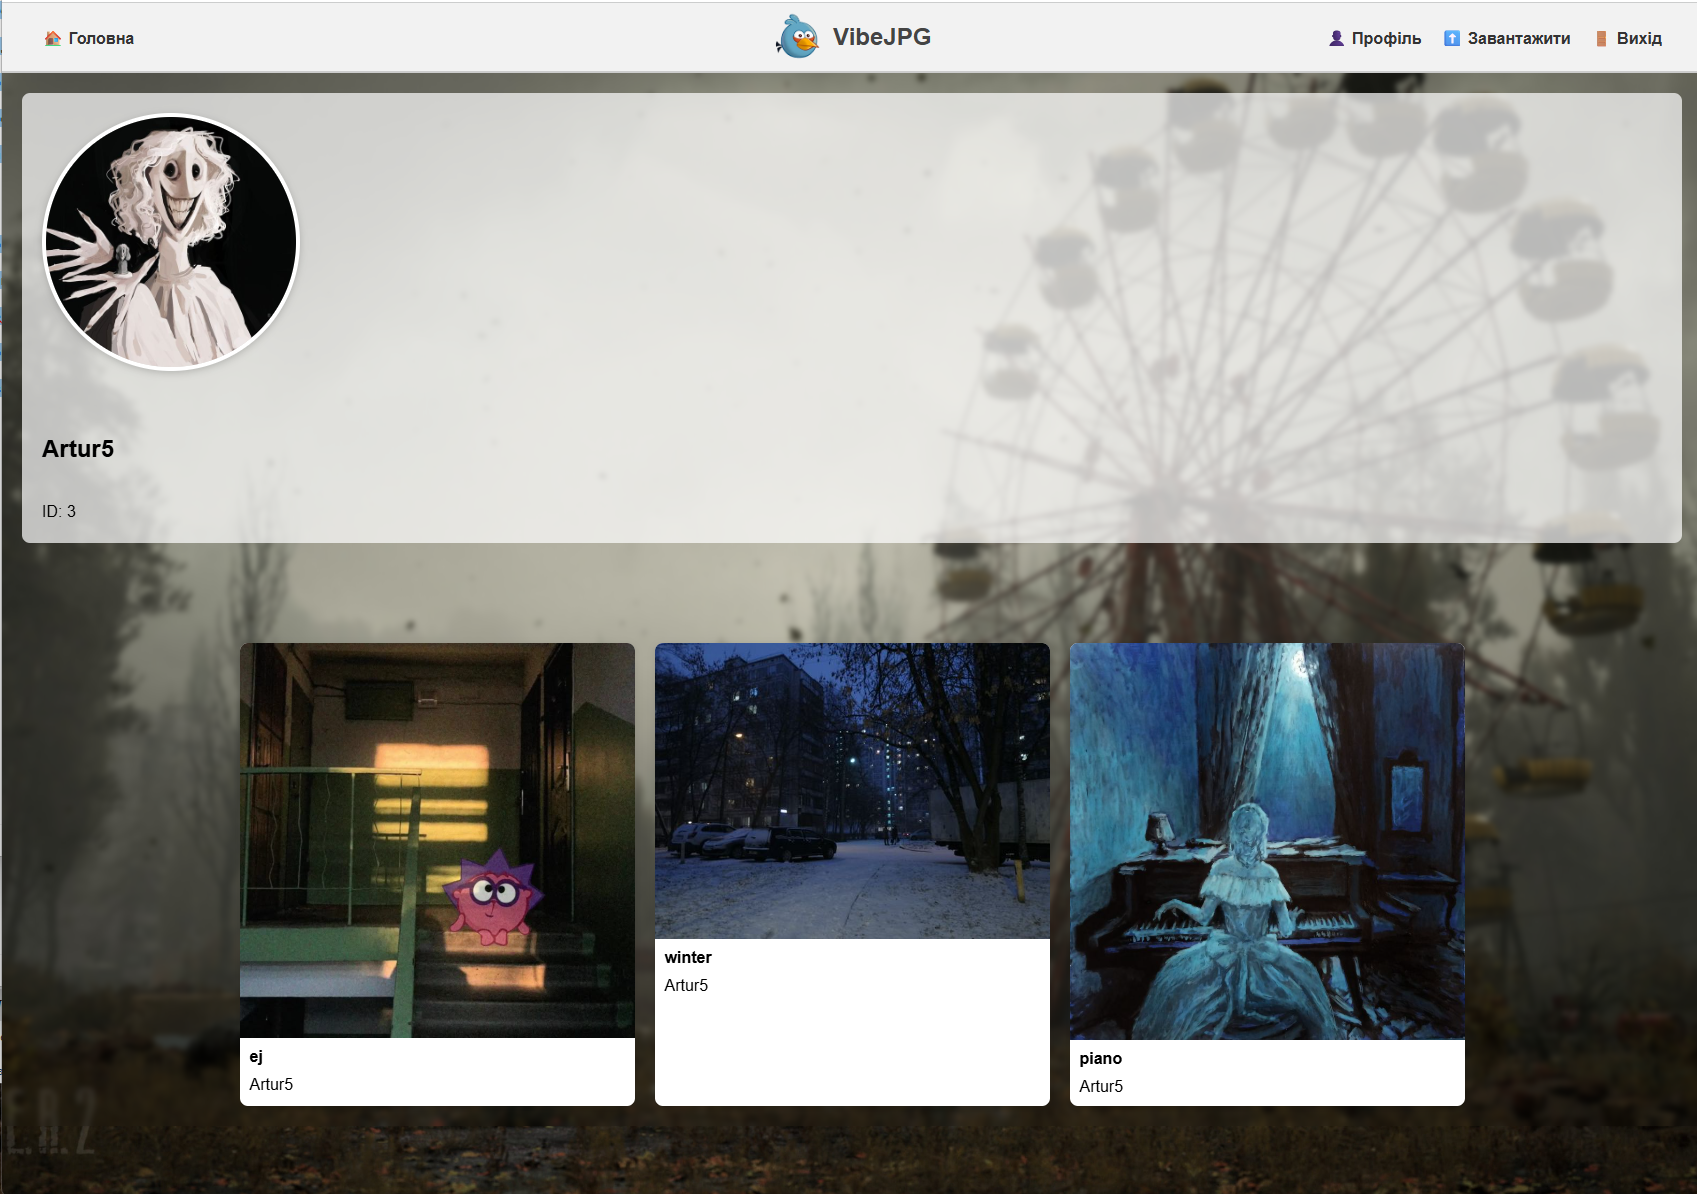 Головна
VibeJPG
Профіль
Завантажити
Вихід
Artur5
ID: 3
ej
Artur5
winter
Artur5
piano
Artur5